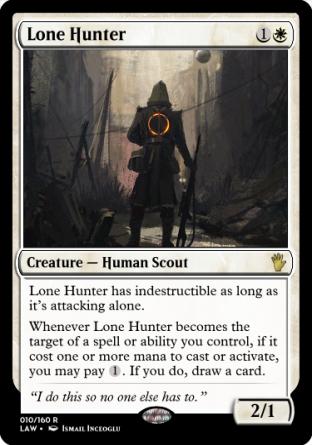 Lone Hunter 1
Creature — Human Scout
Lone Hunter has indestructible as long as
it's attacking alone.
Whenever Lone Hunter becomes the
target of a spell or ability you control, if it
cost one or more mana to cast or activate,
you may pay 1. If you do, draw a card.
"I do this so no one else has to."
2/1
010/160 R
LAW • Ismail Inceoglu